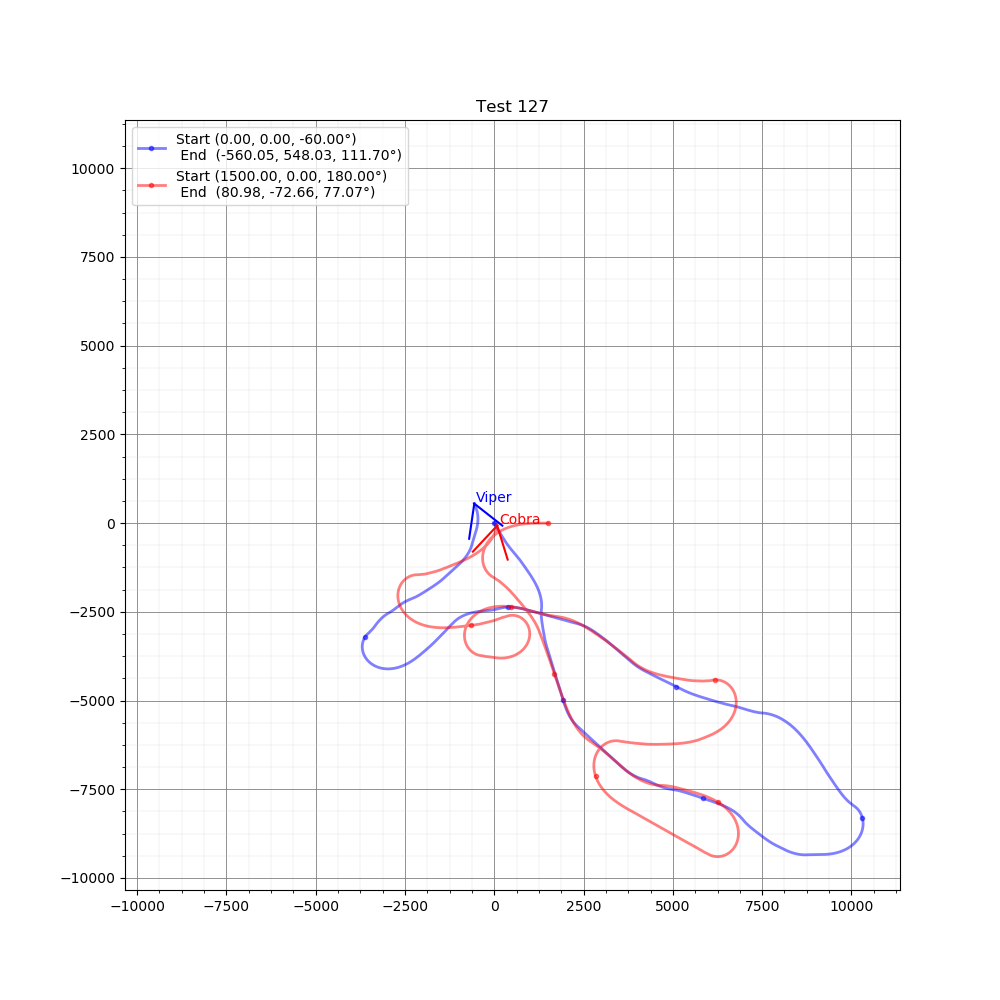 Test 127
Start (0.00, 0.00, -60.00°)
End (-560.05, 548.03, 111.70°)
Start (1500.00, 0.00, 180.00°)
End (80.98, -72.66, 77.07°)
10000
7500
5000
2500
0
−2500
−5000
−7500
−10000
Viper
Cobra
−10000 −7500 −5000 −2500 0 2500 5000 7500 10000